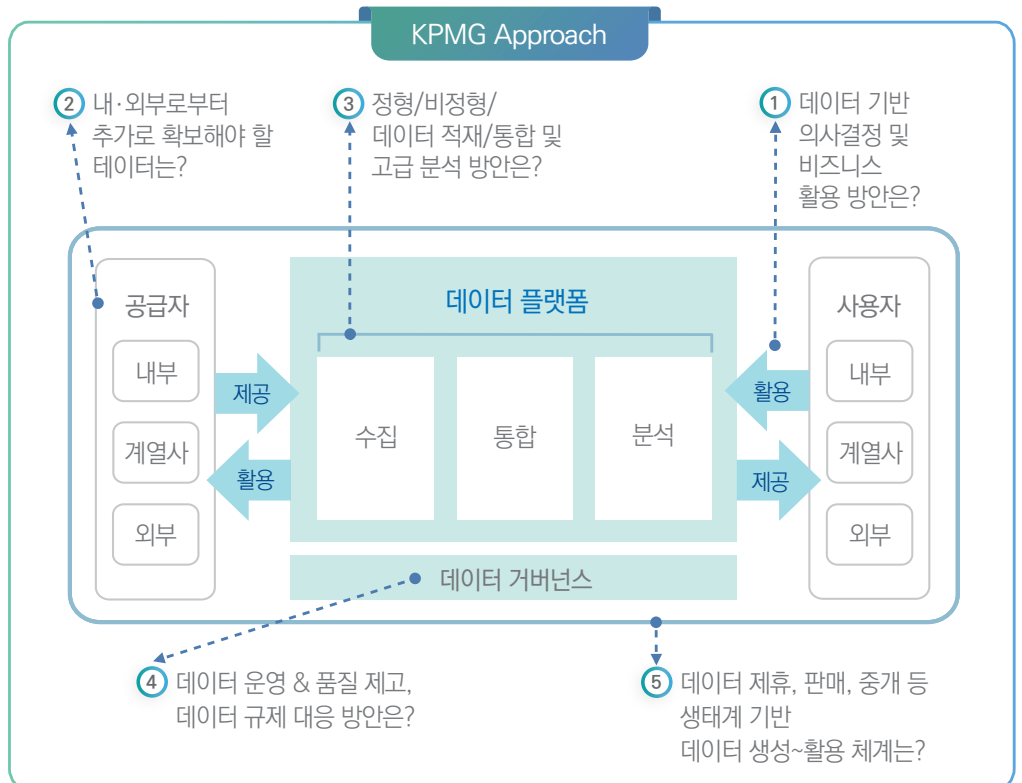 KPMG Approach
2 내·외부로부터
추가로 확보해야 할
테이터는?
3 정형/비정형/
데이터 적재/통합 및
고급 분석 방안은?
1 데이터 기반
의사결정 및
비즈니스
활용 방안은?
공급자
내부
계열사
외부
제공
활용
데이터 플랫폼
수집
통합
분석
활용
제공
사용자
내부
계열사
외부
데이터 거버넌스
4 데이터 운영 & 품질 제고,
데이터 규제 대응 방안은?
5 데이터 제휴, 판매, 중개 등
생태계 기반
데이터 생성~활용 체계는?